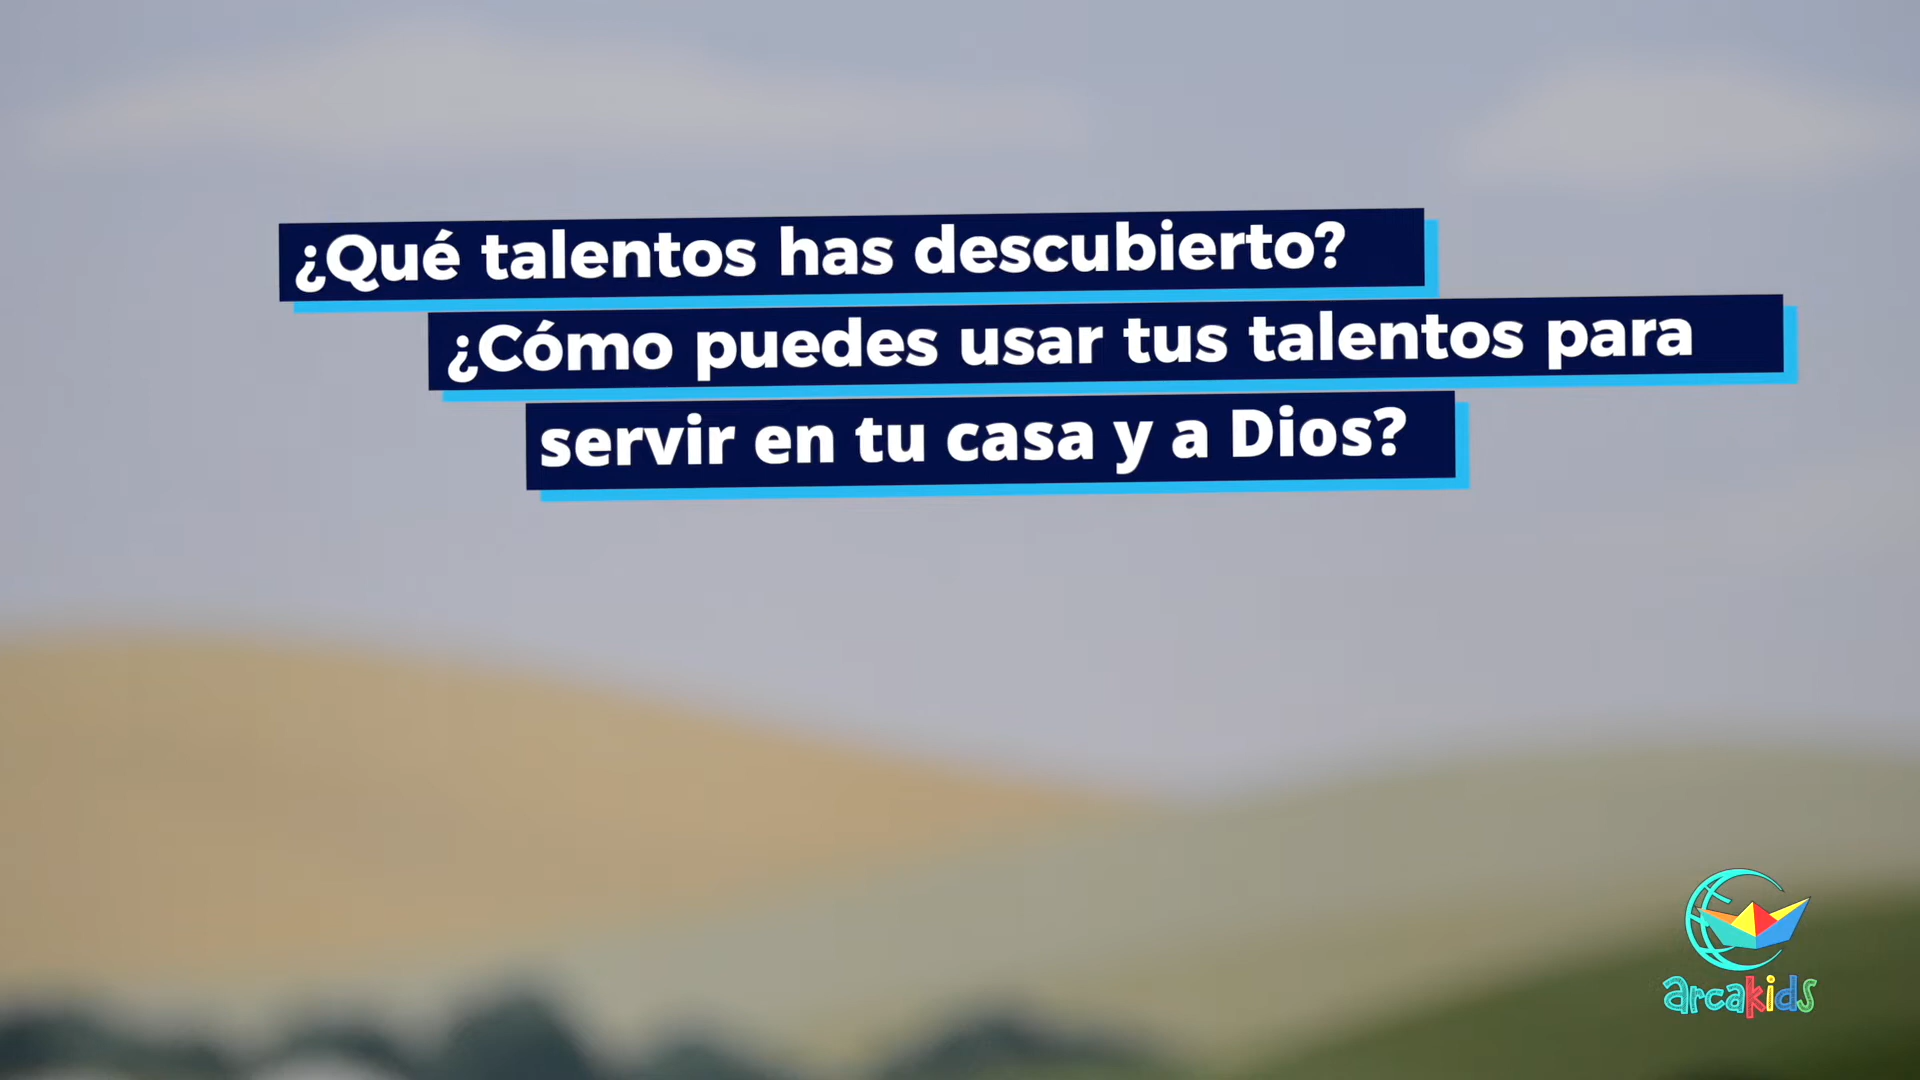 ¿Qué talentos has descubierto?
¿Cómo puedes usar tus talentos para
servir en tu casa y a Dios?
arcakids